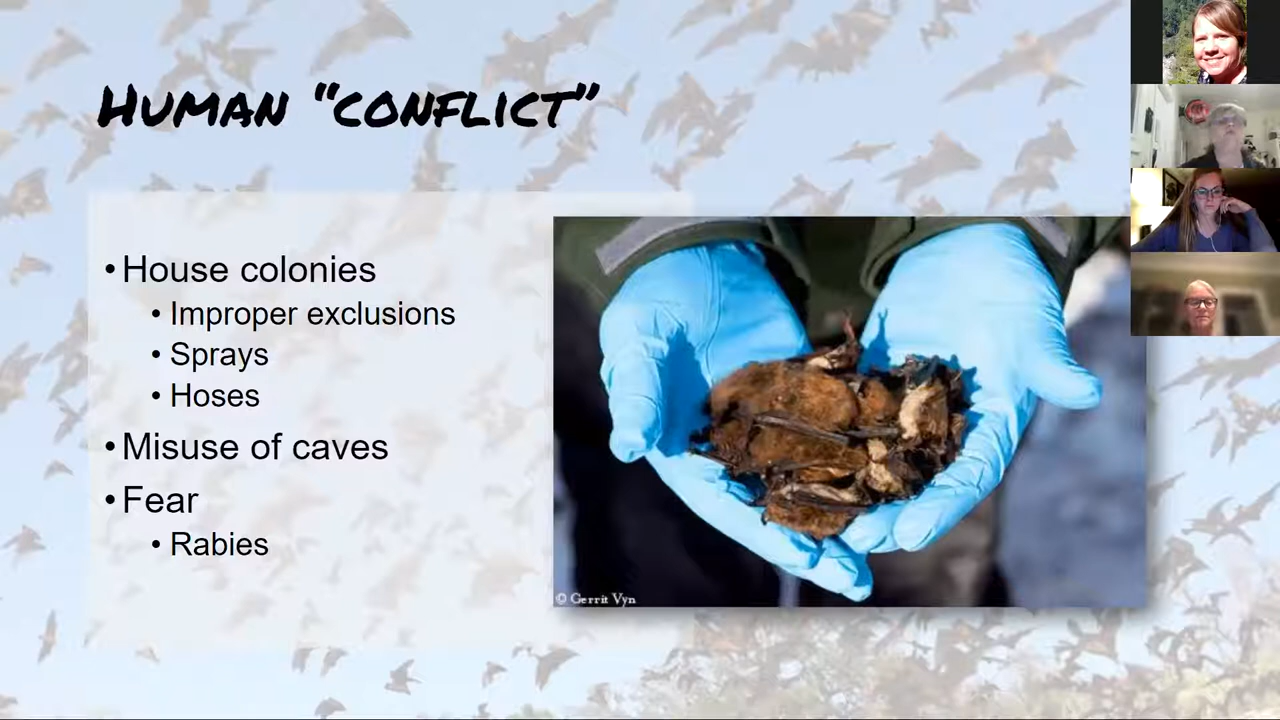 HUMAN “CONFLICT”
• House colonies
• Improper exclusions
• Sprays
• Hoses
• Misuse of caves
• Fear
• Rabies
© Gerrit Vyn